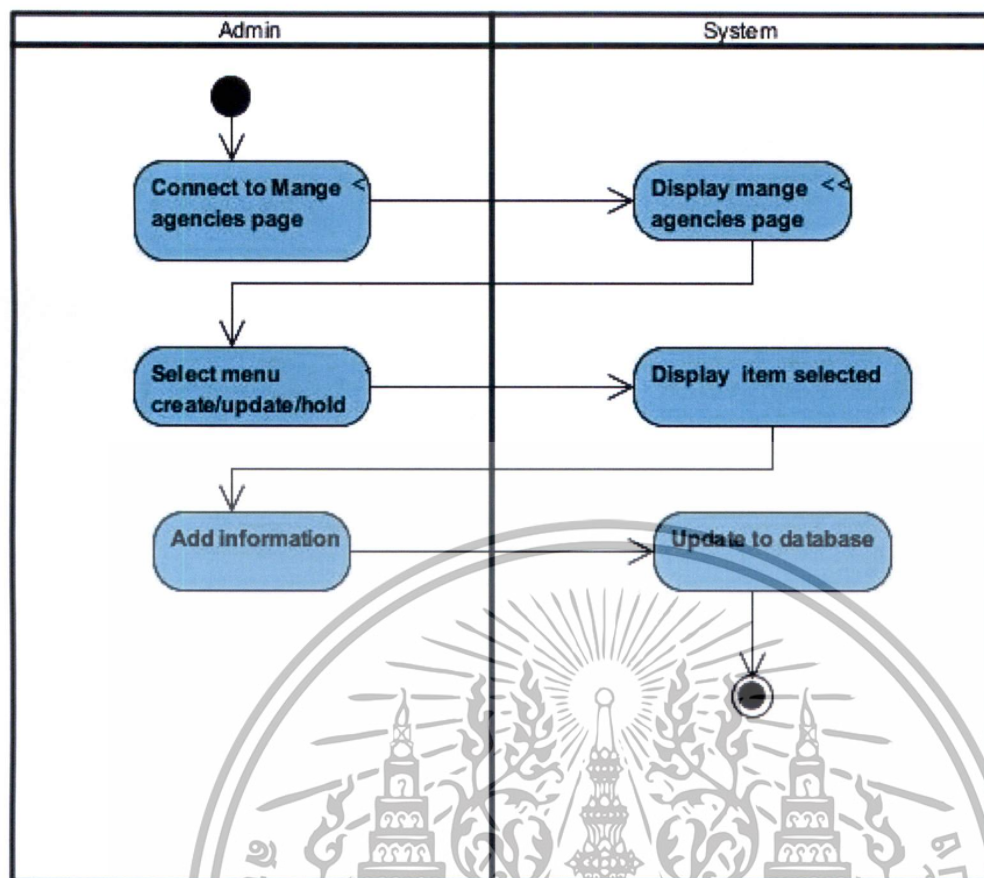 Admin
System
Connect to Mange <
agencies page
Display mange <<
agencies page
Select menu
create/update/hold
Display item selected
Add information
Update to database